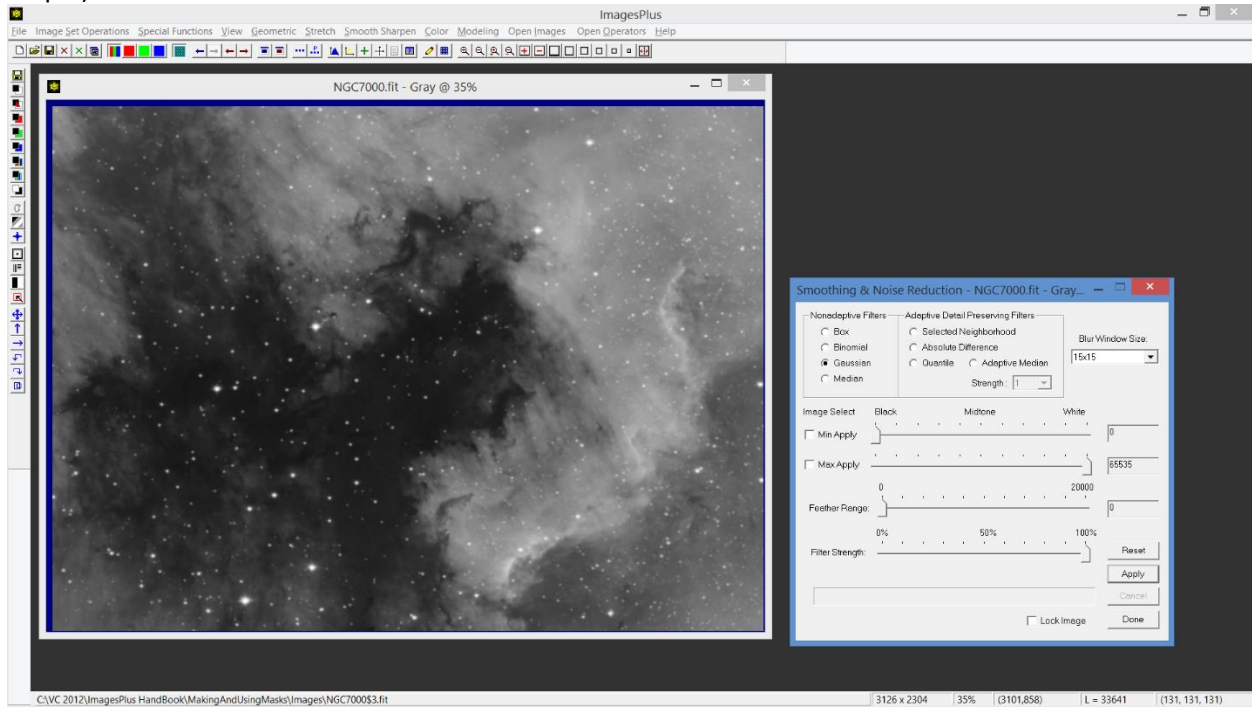 ImagesPlus
File Image Set Operations Special Functions View Geometric Stretch Smooth Sharpen Color Modeling Open Images Open Operators Help
NGC7000.fit - Gray @ 35%
Smoothing & Noise Reduction - NGC7000.fit - Gray...
Nonadaptive Filters
Adaptive Detail Preserving Filters
Box
Selected Neighborhood
Blur Window Size:
Binomial
Absolute Difference
15x15
Gaussian
Quantile
Adaptive Median
Median
Strength: 1
Image Select Black Midtone White
Min Apply
0
Max Apply
65535
0 20000
Feather Range:
0
0% 50% 100%
Filter Strength:
Reset
Apply
Cancel
Lock Image
Done
C:\VC 2012\ImagesPlus HandBook\MakingAndUsingMasks\Images\NGC7000$3.fit
3126 x 2304 35% (3101,858) L = 33641 (131, 131, 131)